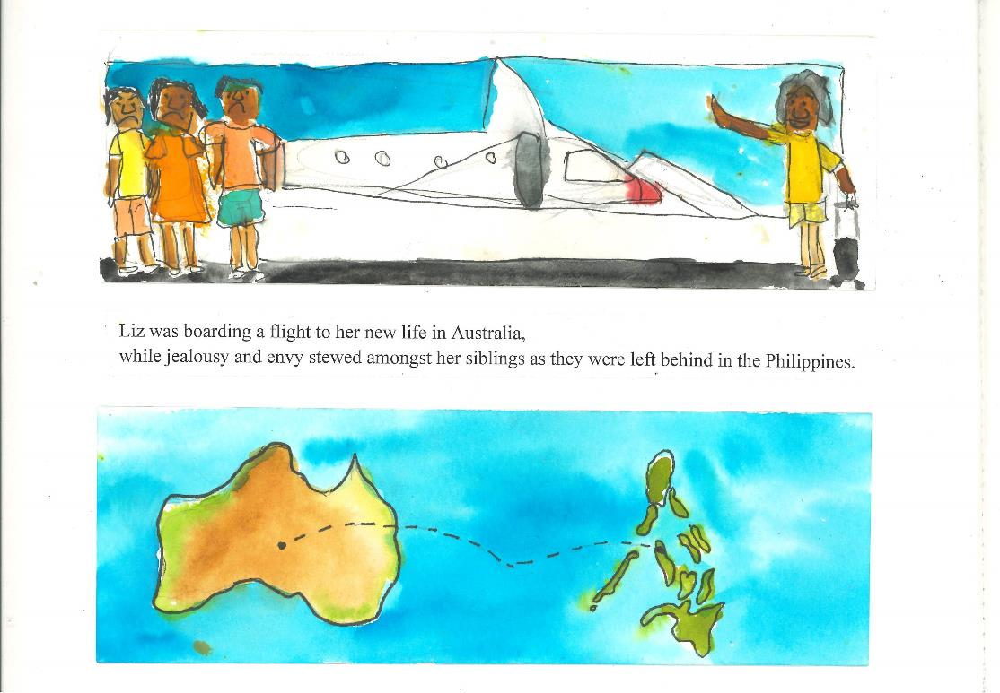 Liz was boarding a flight to her new life in Australia,
while jealousy and envy stewed amongst her siblings as they were left behind in the Philippines.